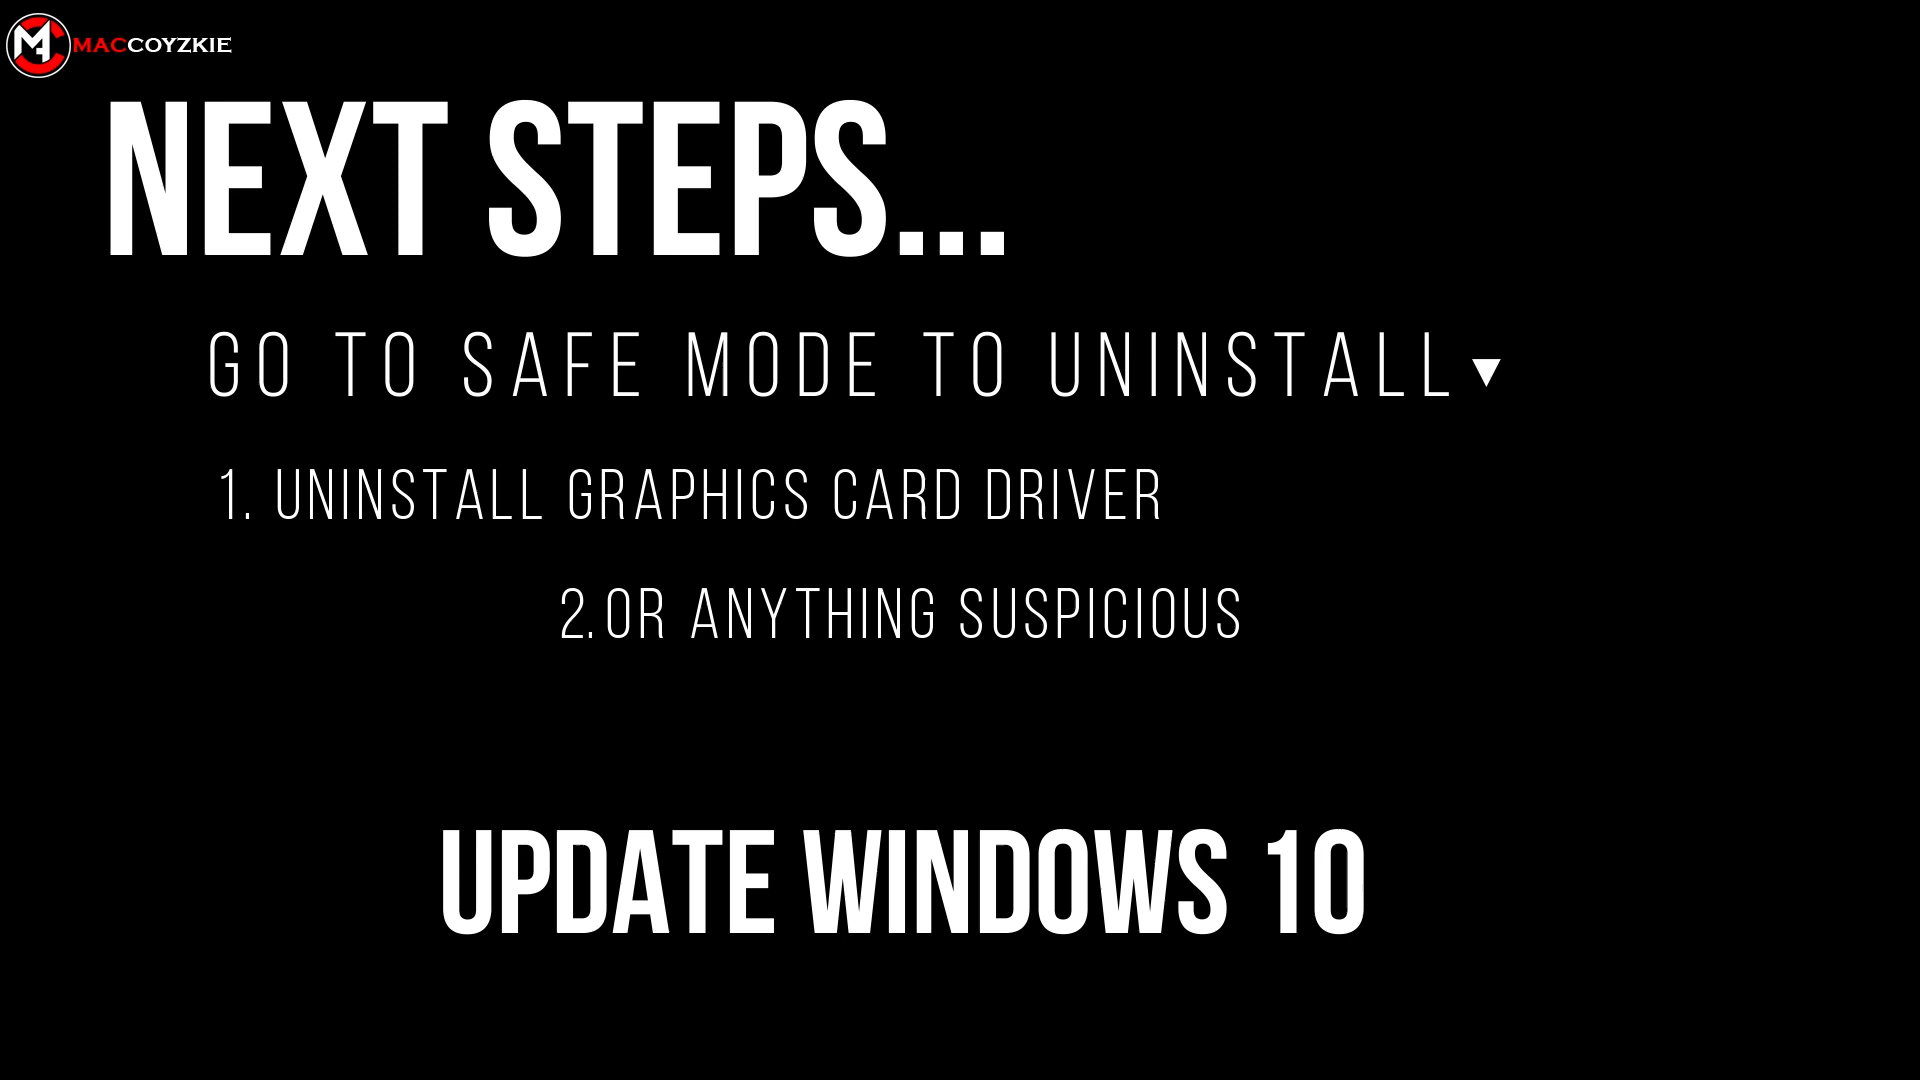 MACCOYZKIE
NEXT STEPS...
GO TO SAFE MODE TO UNINSTALL▼
1. UNINSTALL GRAPHICS CARD DRIVER
2.OR ANYTHING SUSPICIOUS
UPDATE WINDOWS 10